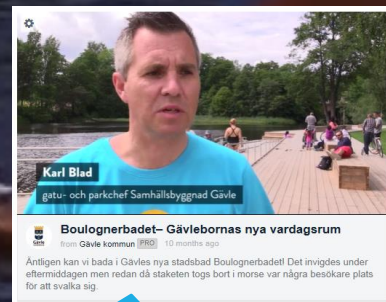 Karl Blad
gatu- och parkchef Samhällsbyggnad Gävle
Boulognerbadet– Gävlebornas nya vardagsrum
from Gävle kommun PRO 10 months ago
Äntligen kan vi bada i Gävles nya stadsbad Boulognerbadet! Det invigdes under
eftermiddagen men redan då staketen togs bort i morse var några besökare plats
för att svalka sig.